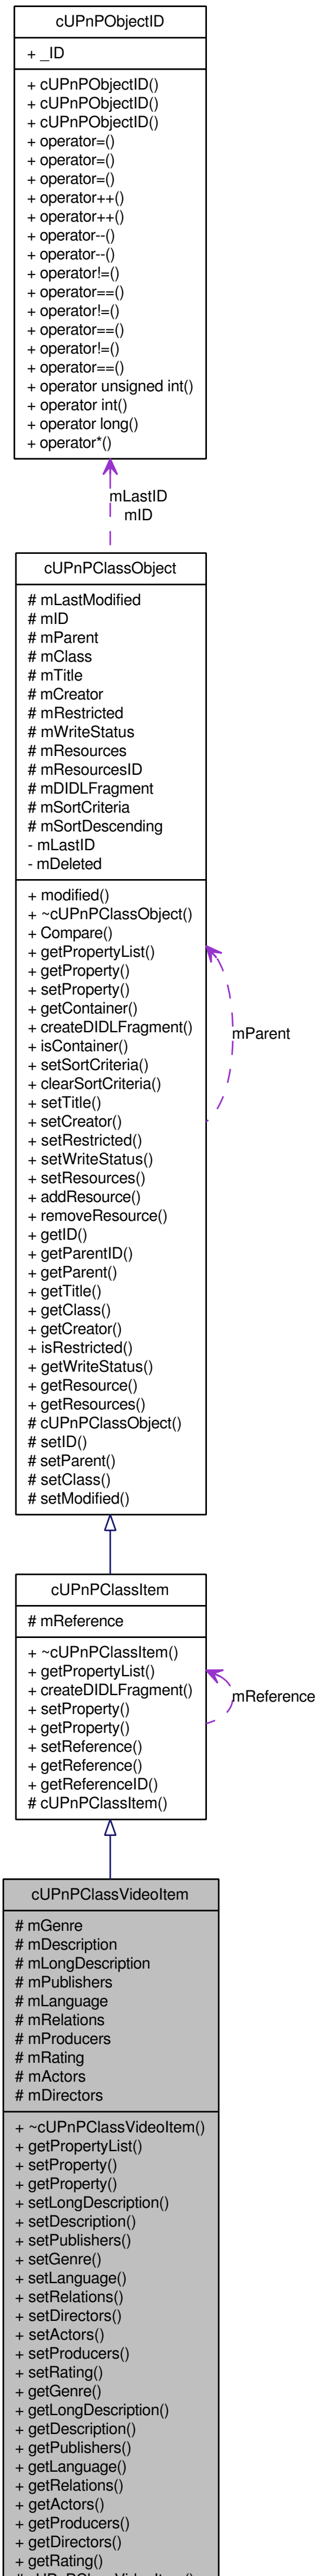 cUPnPObjectID
+ _ID
+ cUPnPObjectID()
+ cUPnPObjectID()
+ cUPnPObjectID()
+ operator=()
+ operator=()
+ operator=()
+ operator++()
+ operator++()
+ operator--()
+ operator--()
+ operator!=()
+ operator==()
+ operator!=()
+ operator==()
+ operator!=()
+ operator==()
+ operator unsigned int()
+ operator int()
+ operator long()
+ operator*()
mLastID
mID
cUPnPClassObject
# mLastModified
# mID
# mParent
# mClass
# mTitle
# mCreator
# mRestricted
# mWriteStatus
# mResources
# mResourcesID
# mDIDLFragment
# mSortCriteria
# mSortDescending
- mLastID
- mDeleted
+ modified()
+ ~cUPnPClassObject()
+ Compare()
+ getPropertyList()
+ getProperty()
+ setProperty()
+ getContainer()
+ createDIDLFragment()
+ isContainer()
+ setSortCriteria()
+ clearSortCriteria()
+ setTitle()
+ setCreator()
+ setRestricted()
+ setWriteStatus()
+ setResources()
+ addResource()
+ removeResource()
+ getID()
+ getParentID()
+ getParent()
+ getTitle()
+ getClass()
+ getCreator()
+ isRestricted()
+ getWriteStatus()
+ getResource()
+ getResources()
# cUPnPClassObject()
# setID()
# setParent()
# setClass()
# setModified()
mParent
cUPnPClassItem
# mReference
+ ~cUPnPClassItem()
+ getPropertyList()
+ createDIDLFragment()
+ setProperty()
+ getProperty()
+ setReference()
+ getReference()
+ getReferenceID()
# cUPnPClassItem()
mReference
cUPnPClassVideoItem
# mGenre
# mDescription
# mLongDescription
# mPublishers
# mLanguage
# mRelations
# mProducers
# mRating
# mActors
# mDirectors
+ ~cUPnPClassVideoItem()
+ getPropertyList()
+ setProperty()
+ getProperty()
+ setLongDescription()
+ setDescription()
+ setPublishers()
+ setGenre()
+ setLanguage()
+ setRelations()
+ setDirectors()
+ setActors()
+ setProducers()
+ setRating()
+ getGenre()
+ getLongDescription()
+ getDescription()
+ getPublishers()
+ getLanguage()
+ getRelations()
+ getActors()
+ getProducers()
+ getDirectors()
+ getRating()